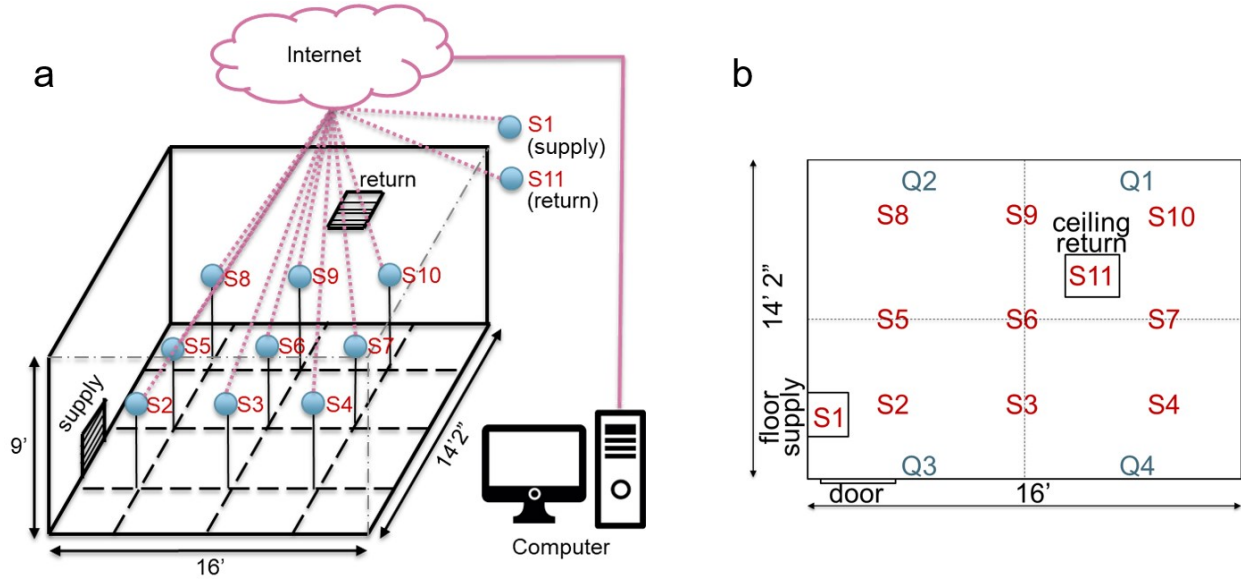 a
Internet
S1
(supply)
S11
(return)
return
S8
S9
S10
S5
S6
S7
S2
S3
S4
supply
9’
14’2”
16’
Computer
b
Q2
Q1
S8
S9
S10
ceiling
return
S11
14’ 2”
S5
S6
S7
floor
supply
S1
S2
S3
S4
Q3
Q4
door
16’